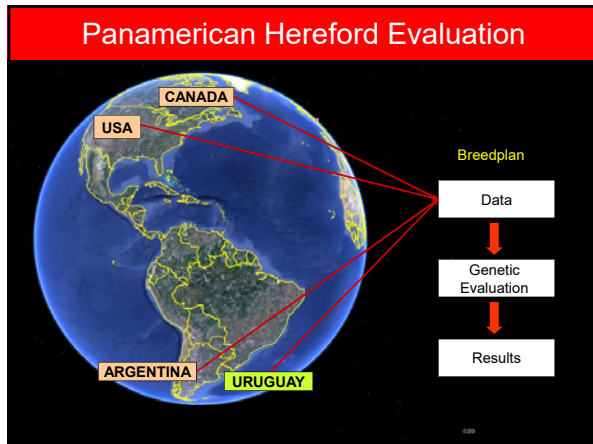 Panamerican Hereford Evaluation
CANADA
USA
Breedplan
Data
Genetic
Evaluation
Results
ARGENTINA
URUGUAY